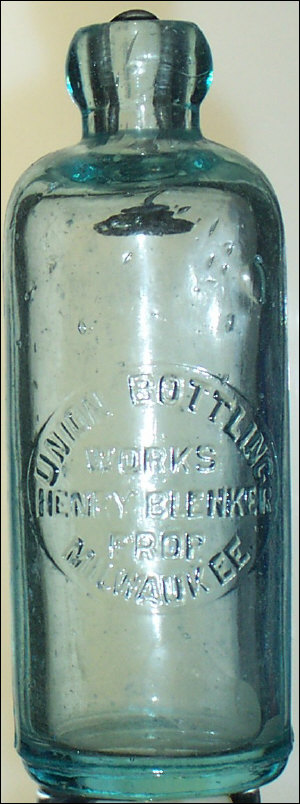 UNION BOTTLING
WORKS
HENRY BLENKER
PROP
MILWAUKEE